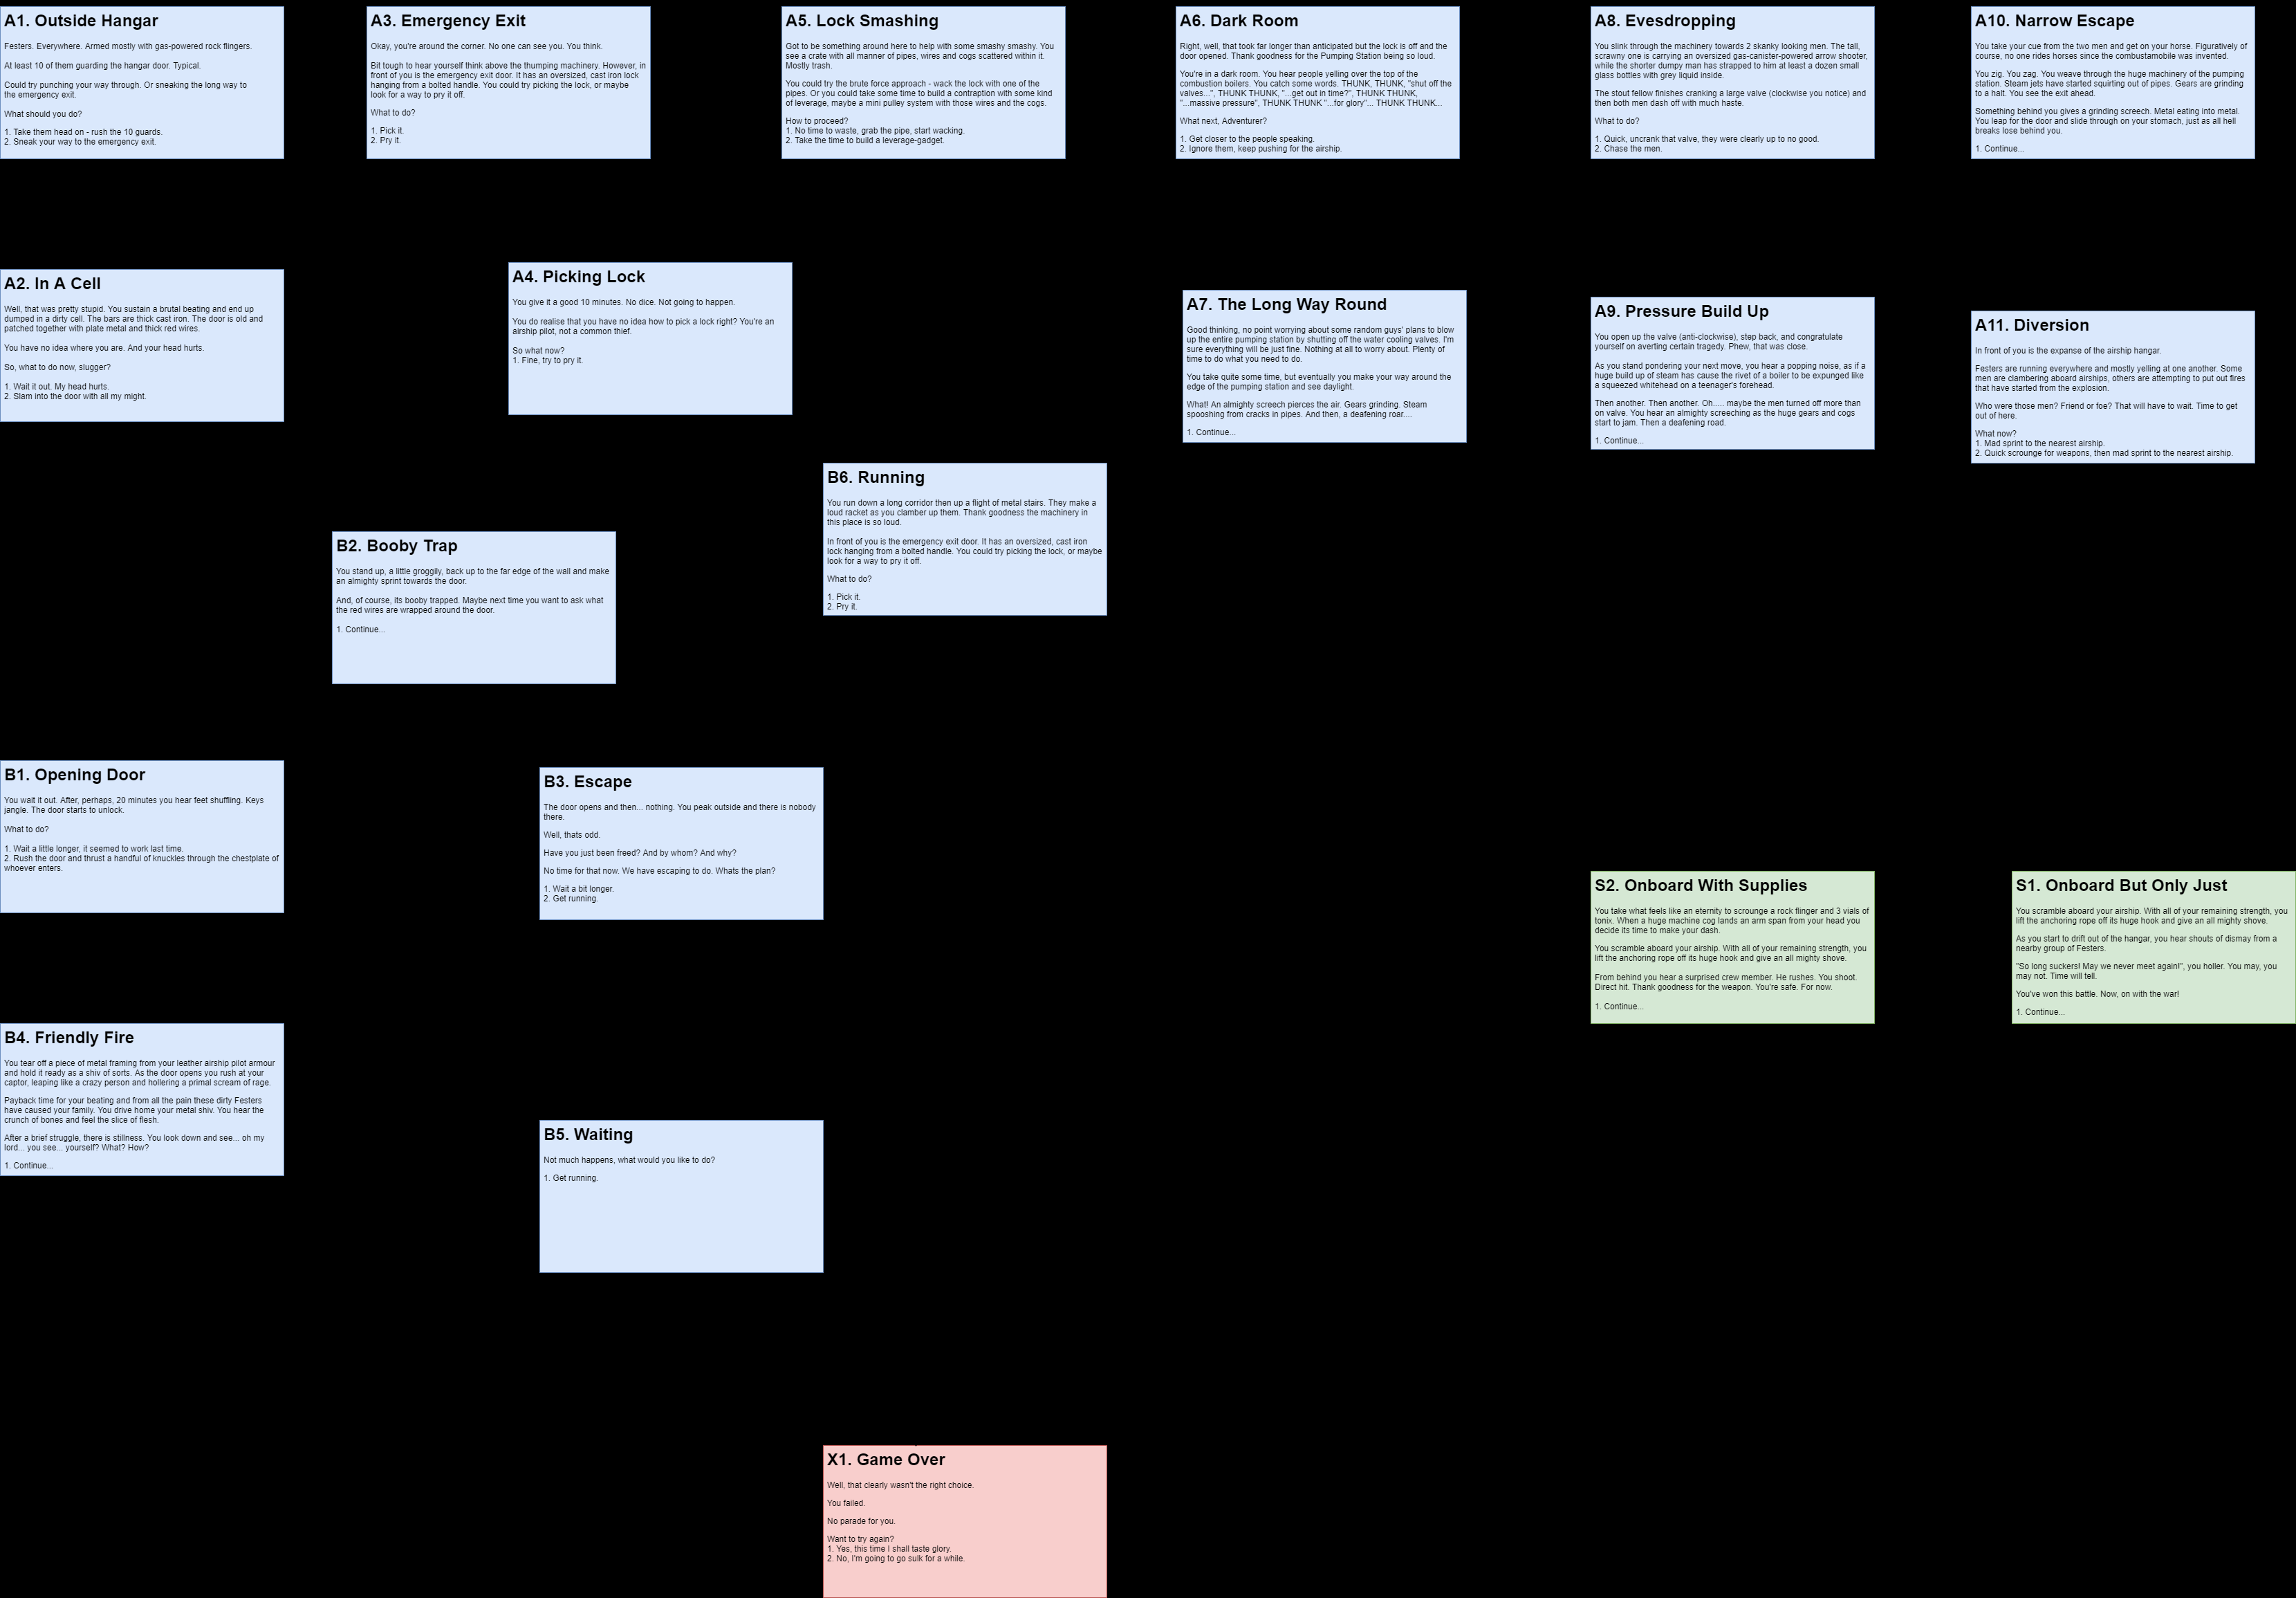 A1. Outside Hangar
Festers. Everywhere. Armed mostly with gas-powered rock flingers.
At least 10 of them guarding the hangar door. Typical.
Could try punching your way through. Or sneaking the long way to
the emergency exit.
What should you do?
1. Take them head on - rush the 10 guards.
2. Sneak your way to the emergency exit.
A3. Emergency Exit
Okay, you're around the corner. No one can see you. You think.
Bit tough to hear yourself think above the thumping machinery. However, in
front of you is the emergency exit door. It has an oversized, cast iron lock
hanging from a bolted handle. You could try picking the lock, or maybe
look for a way to pry it off.
What to do?
1. Pick it.
2. Pry it.
A5. Lock Smashing
Got to be something around here to help with some smashy smashy. You
see a crate with all manner of pipes, wires and cogs scattered within it.
Mostly trash.
You could try the brute force approach - wack the lock with one of the
pipes. Or you could take some time to build a contraption with some kind
of leverage, maybe a mini pulley system with those wires and the cogs.
How to proceed?
1. No time to waste, grab the pipe, start wacking.
2. Take the time to build a leverage-gadget.
A6. Dark Room
Right, well, that took far longer than anticipated but the lock is off and the
door opened. Thank goodness for the Pumping Station being so loud.
You're in a dark room. You hear people yelling over the top of the
combustion boilers. You catch some words. THUNK, THUNK, "shut off the
valves...", THUNK THUNK, "...get out in time?", THUNK THUNK,
"...massive pressure", THUNK THUNK "...for glory"... THUNK THUNK...
What next, Adventurer?
1. Get closer to the people speaking.
2. Ignore them, keep pushing for the airship.
A8. Evesdropping
You slink through the machinery towards 2 skanky looking men. The tall,
scrawny one is carrying an oversized gas-canister-powered arrow shooter,
while the shorter dumpy man has strapped to him at least a dozen small
glass bottles with grey liquid inside.
The stout fellow finishes cranking a large valve (clockwise you notice) and
then both men dash off with much haste.
What to do?
1. Quick, uncrank that valve, they were clearly up to no good.
2. Chase the men.
A10. Narrow Escape
You take your cue from the two men and get on your horse. Figuratively of
course, no one rides horses since the combustamobile was invented.
You zig. You zag. You weave through the huge machinery of the pumping
station. Steam jets have started squirting out of pipes. Gears are grinding
to a halt. You see the exit ahead.
Something behind you gives a grinding screech. Metal eating into metal.
You leap for the door and slide through on your stomach, just as all hell
breaks lose behind you.
1. Continue...
A2. In A Cell
Well, that was pretty stupid. You sustain a brutal beating and end up
dumped in a dirty cell. The bars are thick cast iron. The door is old and
patched together with plate metal and thick red wires.
You have no idea where you are. And your head hurts.
So, what to do now, slugger?
1. Wait it out. My head hurts.
2. Slam into the door with all my might.
A4. Picking Lock
You give it a good 10 minutes. No dice. Not going to happen.
You do realise that you have no idea how to pick a lock right? You're an
airship pilot, not a common thief.
So what now?
1. Fine, try to pry it.
A7. The Long Way Round
Good thinking, no point worrying about some random guys' plans to blow
up the entire pumping station by shutting off the water cooling valves. I'm
sure everything will be just fine. Nothing at all to worry about. Plenty of
time to do what you need to do.
You take quite some time, but eventually you make your way around the
edge of the pumping station and see daylight.
What! An almighty screech pierces the air. Gears grinding. Steam
spooshing from cracks in pipes. And then, a deafening roar....
1. Continue...
A9. Pressure Build Up
You open up the valve (anti-clockwise), step back, and congratulate
yourself on averting certain tragedy. Phew, that was close.
As you stand pondering your next move, you hear a popping noise, as if a
huge build up of steam has cause the rivet of a boiler to be expunged like
a squeezed whitehead on a teenager's forehead.
Then another. Then another. Oh..... maybe the men turned off more than
on valve. You hear an almighty screeching as the huge gears and cogs
start to jam. Then a deafening road.
1. Continue...
A11. Diversion
In front of you is the expanse of the airship hangar.
Festers are running everywhere and mostly yelling at one another. Some
men are clambering aboard airships, others are attempting to put out fires
that have started from the explosion.
Who were those men? Friend or foe? That will have to wait. Time to get
out of here.
What now?
1. Mad sprint to the nearest airship.
2. Quick scrounge for weapons, then mad sprint to the nearest airship.
B6. Running
You run down a long corridor then up a flight of metal stairs. They make a
loud racket as you clamber up them. Thank goodness the machinery in
this place is so loud.
In front of you is the emergency exit door. It has an oversized, cast iron
lock hanging from a bolted handle. You could try picking the lock, or maybe
look for a way to pry it off.
What to do?
1. Pick it.
2. Pry it.
B2. Booby Trap
You stand up, a little groggily, back up to the far edge of the wall and make
an almighty sprint towards the door.
And, of course, its booby trapped. Maybe next time you want to ask what
the red wires are wrapped around the door.
1. Continue...
B1. Opening Door
You wait it out. After, perhaps, 20 minutes you hear feet shuffling. Keys
jangle. The door starts to unlock.
What to do?
1. Wait a little longer, it seemed to work last time.
2. Rush the door and thrust a handful of knuckles through the chestplate of
whoever enters.
B3. Escape
The door opens and then... nothing. You peak outside and there is nobody
there.
Well, thats odd.
Have you just been freed? And by whom? And why?
No time for that now. We have escaping to do. Whats the plan?
1. Wait a bit longer.
2. Get running.
S2. Onboard With Supplies
You take what feels like an eternity to scrounge a rock flinger and 3 vials of
tonix. When a huge machine cog lands an arm span from your head you
decide its time to make your dash.
You scramble aboard your airship. With all of your remaining strength, you
lift the anchoring rope off its huge hook and give an all mighty shove.
From behind you hear a surprised crew member. He rushes. You shoot.
Direct hit. Thank goodness for the weapon. You're safe. For now.
1. Continue...
S1. Onboard But Only Just
You scramble aboard your airship. With all of your remaining strength, you
lift the anchoring rope off its huge hook and give an all mighty shove.
As you start to drift out of the hangar, you hear shouts of dismay from a
nearby group of Festers.
"So long suckers! May we never meet again!", you holler. You may, you
may not. Time will tell.
You've won this battle. Now, on with the war!
1. Continue...
B4. Friendly Fire
You tear off a piece of metal framing from your leather airship pilot armour
and hold it ready as a shiv of sorts. As the door opens you rush at your
captor, leaping like a crazy person and hollering a primal scream of rage.
Payback time for your beating and from all the pain these dirty Festers
have caused your family. You drive home your metal shiv. You hear the
crunch of bones and feel the slice of flesh.
After a brief struggle, there is stillness. You look down and see... oh my
lord... you see... yourself? What? How?
1. Continue...
B5. Waiting
Not much happens, what would you like to do?
1. Get running.
X1. Game Over
Well, that clearly wasn't the right choice.
You failed.
No parade for you.
Want to try again?
1. Yes, this time I shall taste glory.
2. No, I'm going to go sulk for a while.